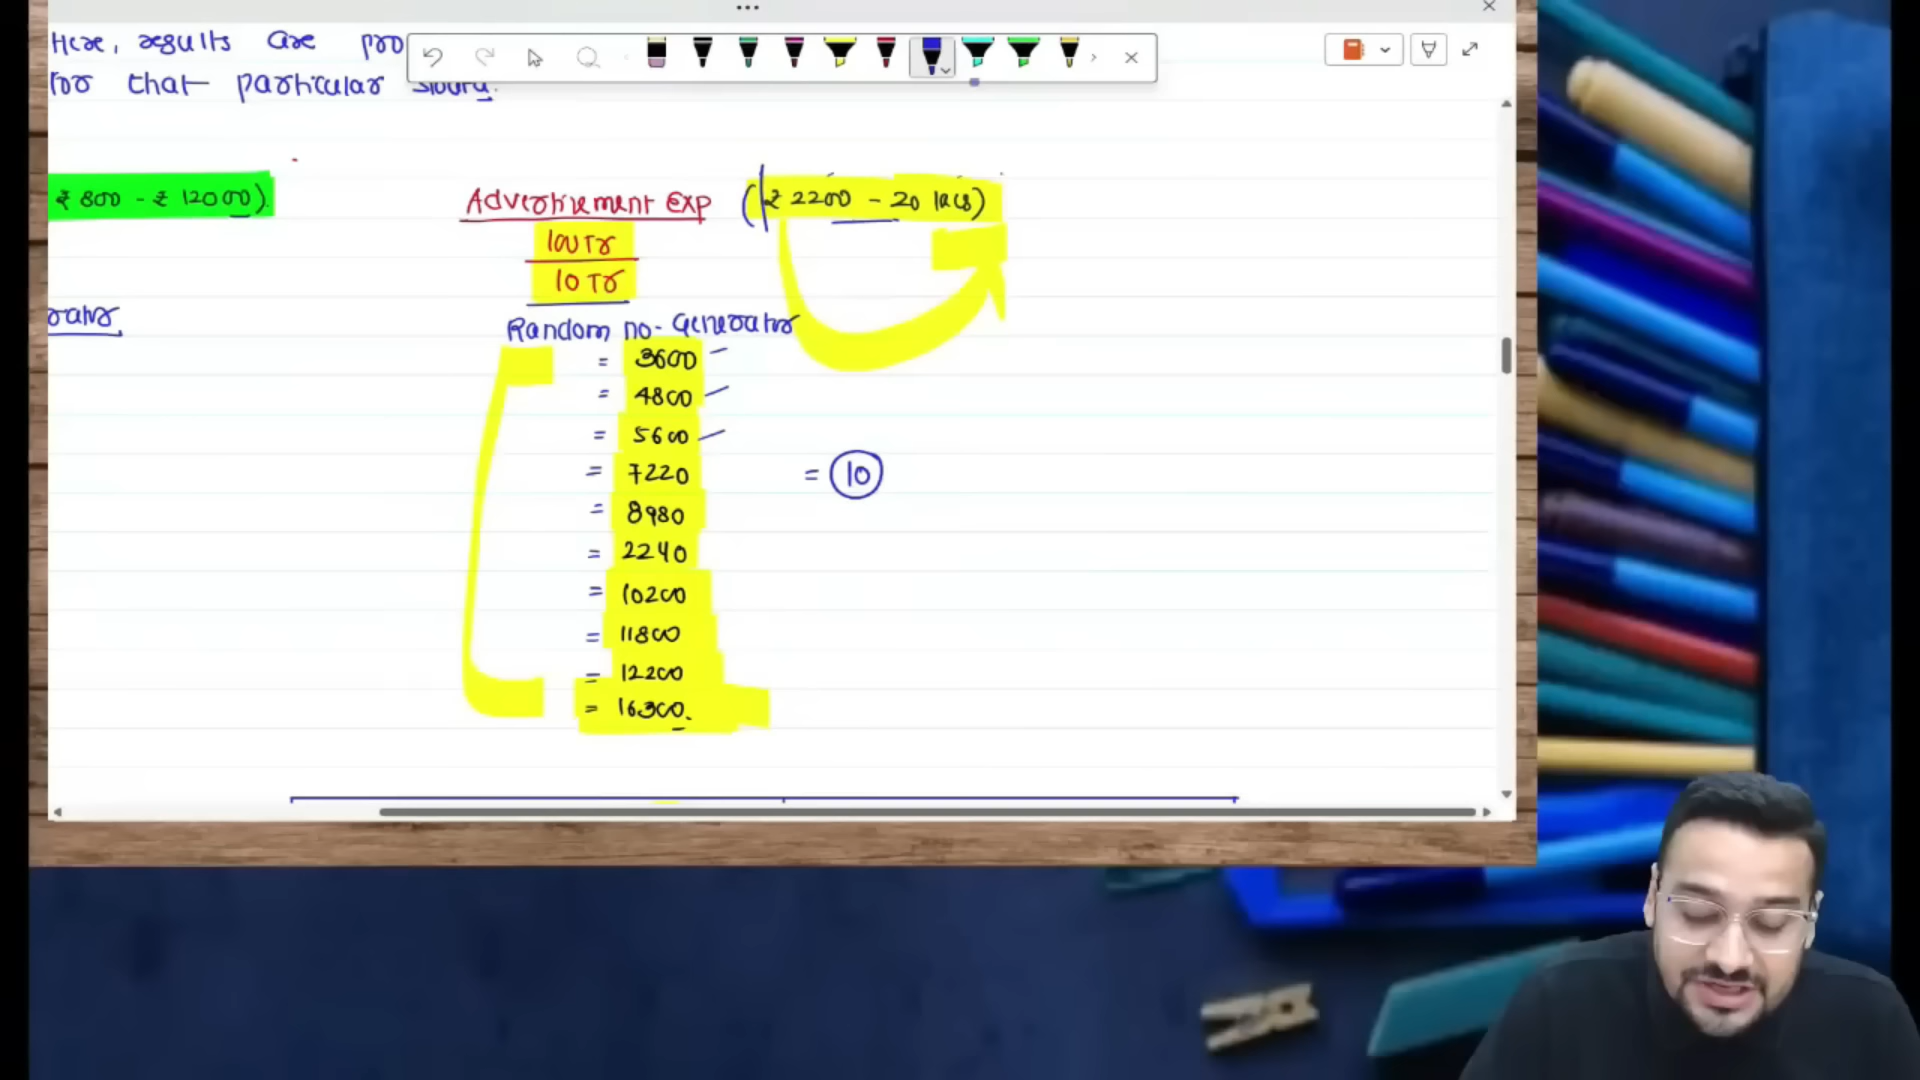 Here, results are pro
for that particular
₹ 800 - ₹ 12000).
Advertisement Exp (₹ 2200 - 20 lacs)
100 Tr
10 Tr
Random no. Generator
= 3600
= 4800
= 5600
= 7220
= 10
= 8980
= 2240
= 10200
= 11800
= 12200
= 16300.